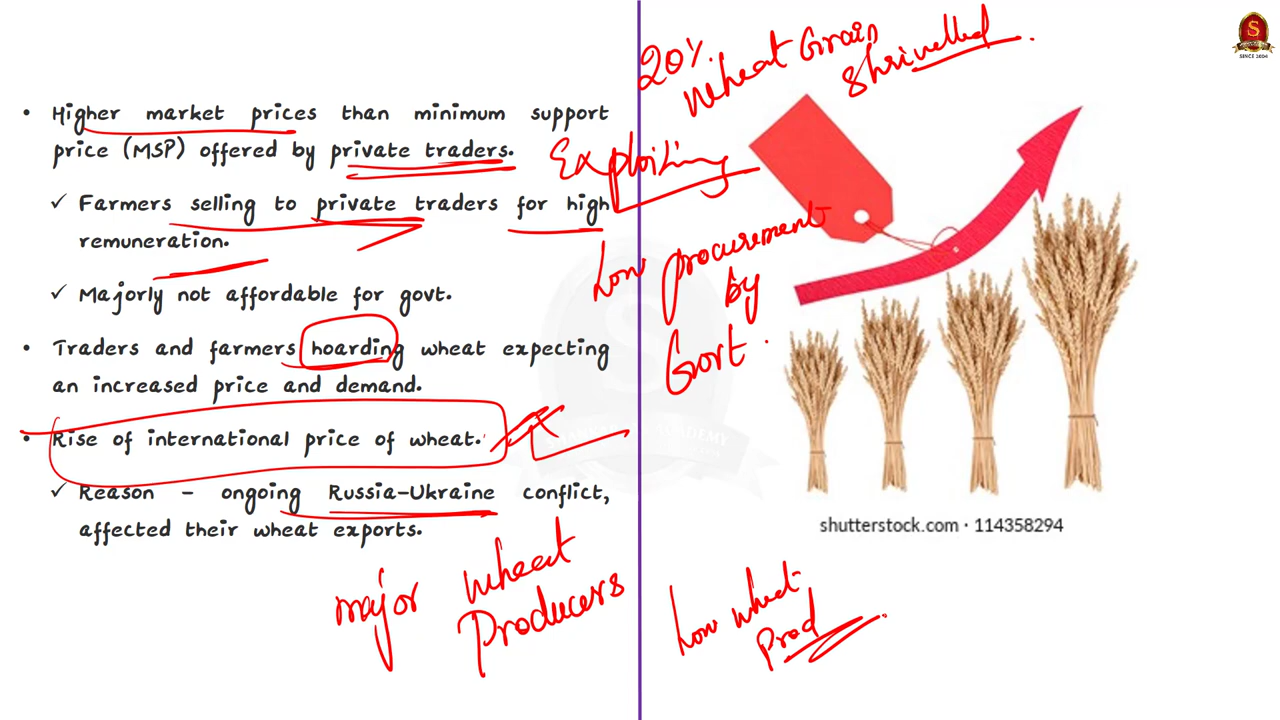 • Higher market prices than minimum support
price (MSP) offered by private traders.
✓ Farmers selling to private traders for high
remuneration.
✓ Majorly not affordable for govt.
• Traders and farmers hoarding wheat expecting
an increased price and demand.
• Rise of international price of wheat.
✓ Reason - ongoing Russia-Ukraine conflict,
affected their wheat exports.
major wheat
Producers
20%
Wheat Grain
Shrivelled
Exploiting
Low procurement
by
Govt.
shutterstock.com · 114358294
Low wheat
Prod
S
SINCE 2004